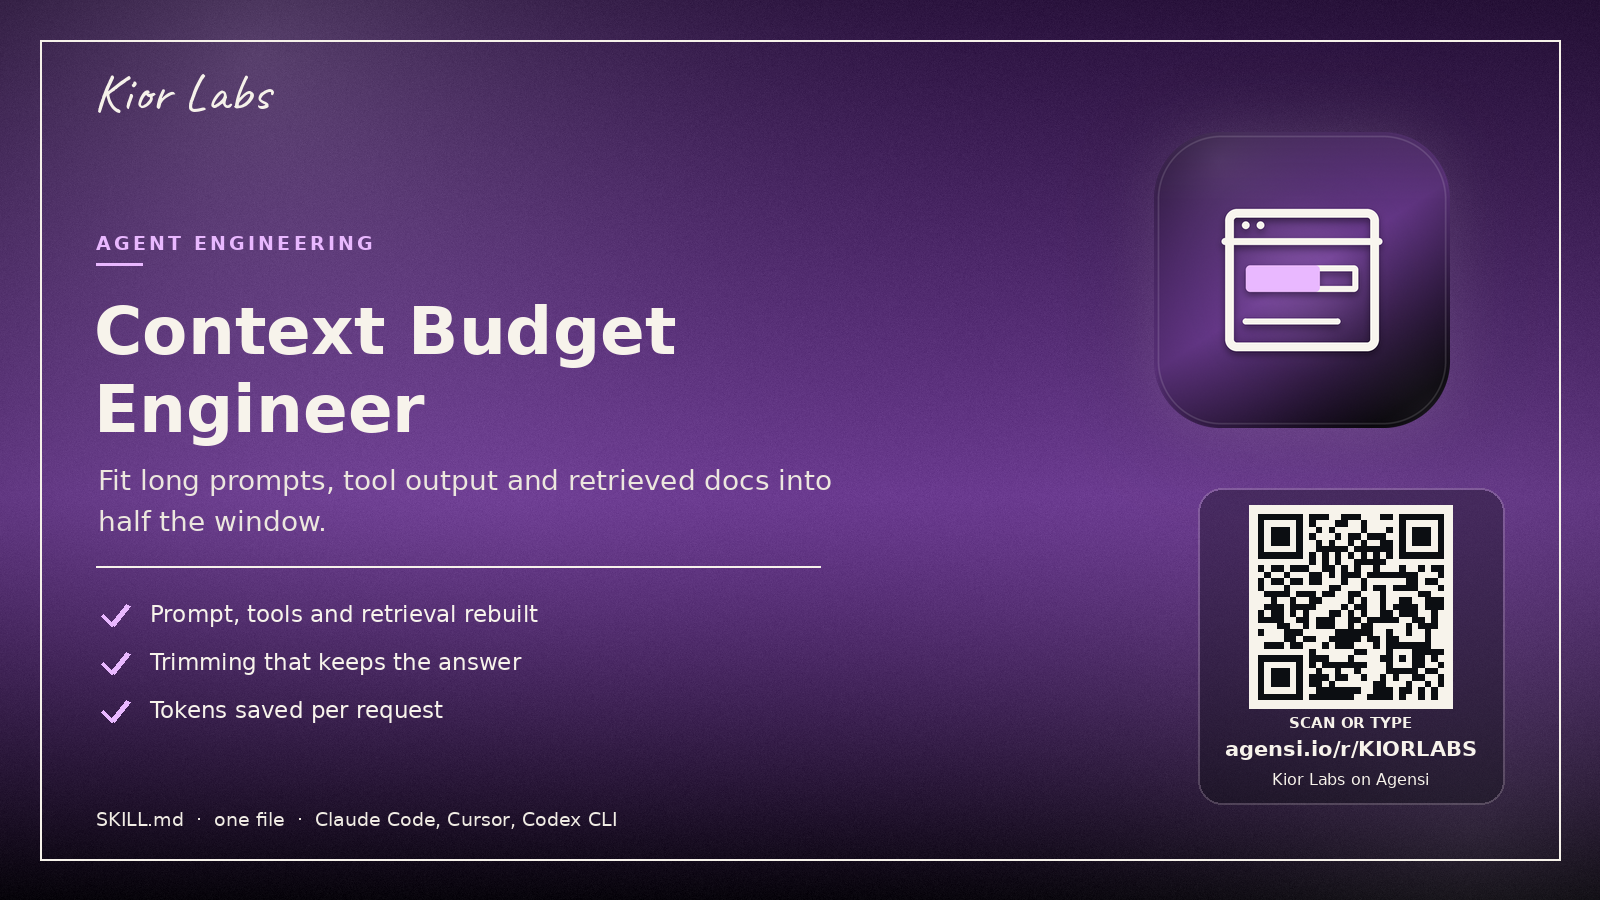 Kior Labs
AGENT ENGINEERING
Context Budget
Engineer
Fit long prompts, tool output and retrieved docs into
half the window.
Prompt, tools and retrieval rebuilt
Trimming that keeps the answer
Tokens saved per request
SKILL.md · one file · Claude Code, Cursor, Codex CLI
SCAN OR TYPE
agensi.io/r/KIORLABS
Kior Labs on Agensi